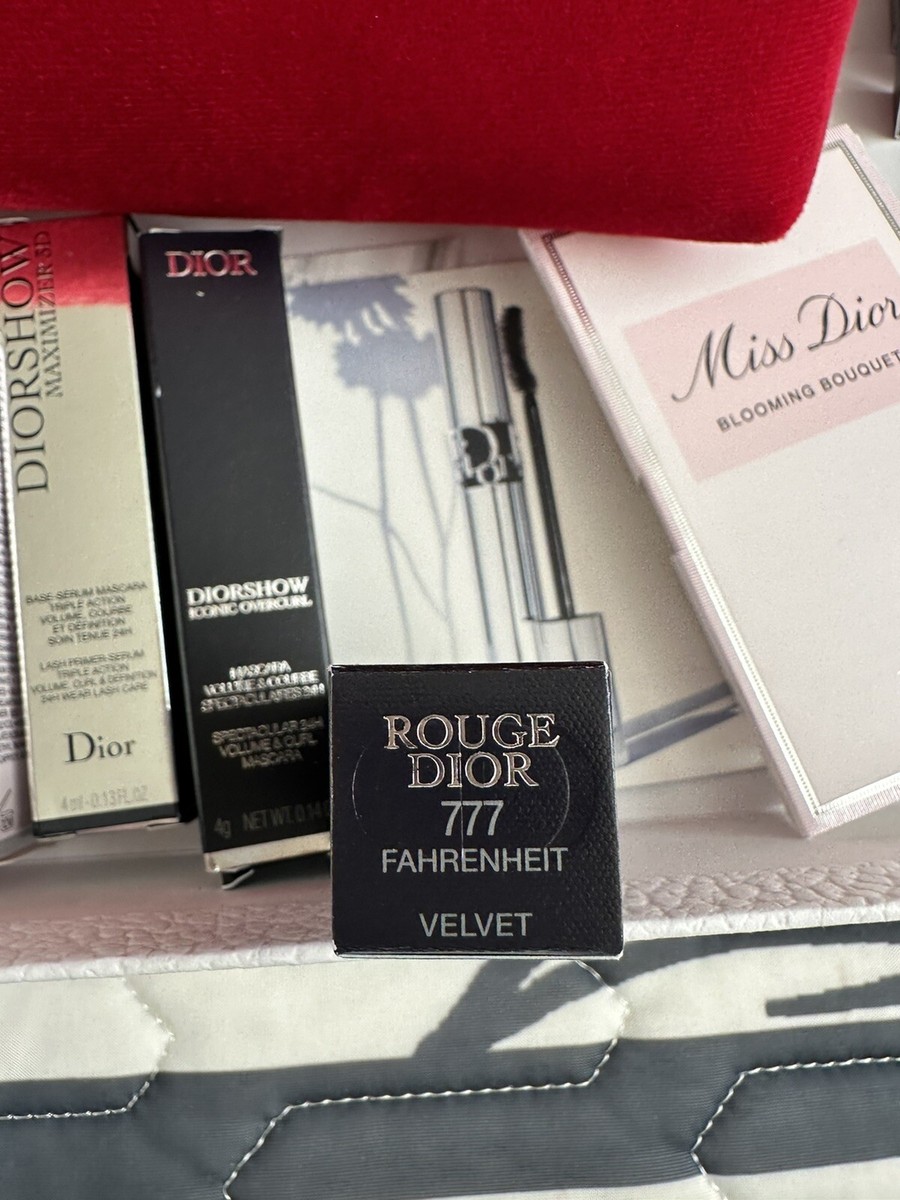 DIORSHOW
MAXIMIZER 3D
BASE-SÉRUM MASCARA
TRIPLE ACTION
VOLUME, COURBE
ET DÉFINITION
SOIN TENUE 24H
LASH PRIMER-SERUM
TRIPLE ACTION
VOLUME, CURL & DEFINITION
24H WEAR LASH CARE
Dior
4 ml - 0.13 FL.OZ
DIOR
DIORSHOW
ICONIC OVERCURL
MASCARA
VOLUME & COURBE
SPECTACULAIRES 24H
SPECTACULAR 24H
VOLUME & CURL
MASCARA
4g NET WT. 0.14
DIOR
Miss Dior
BLOOMING BOUQUET
ROUGE
DIOR
777
FAHRENHEIT
VELVET